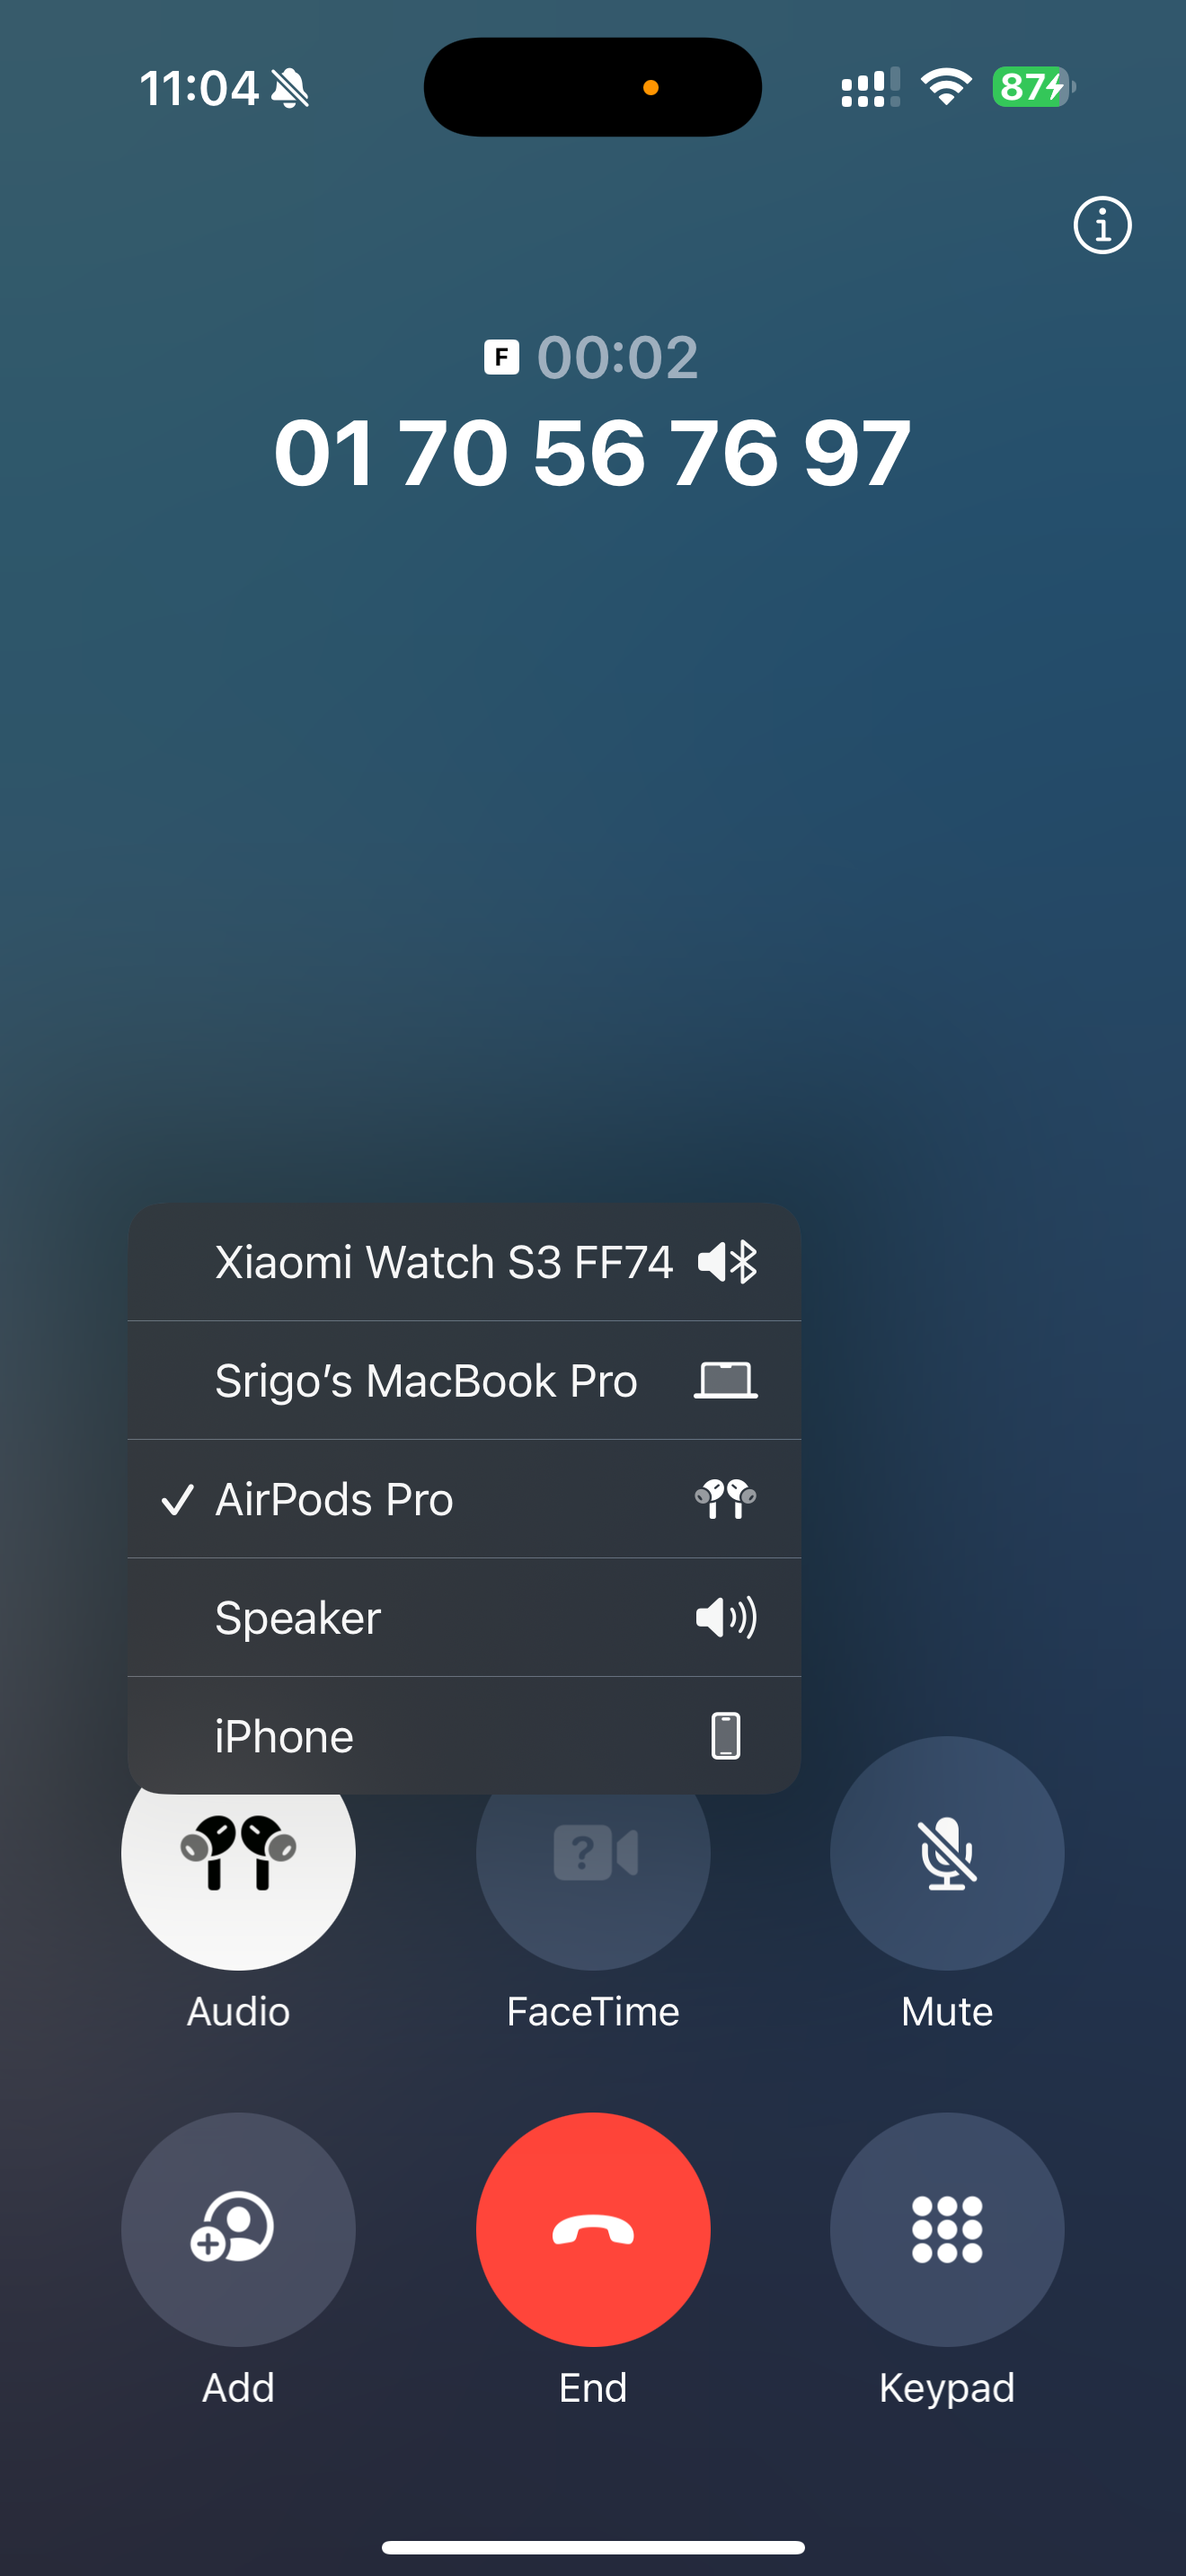 11:04 87
F 00:02
01 70 56 76 97
Xiaomi Watch S3 FF74
Srigo’s MacBook Pro
AirPods Pro
Speaker
iPhone
Audio FaceTime Mute
Add End Keypad